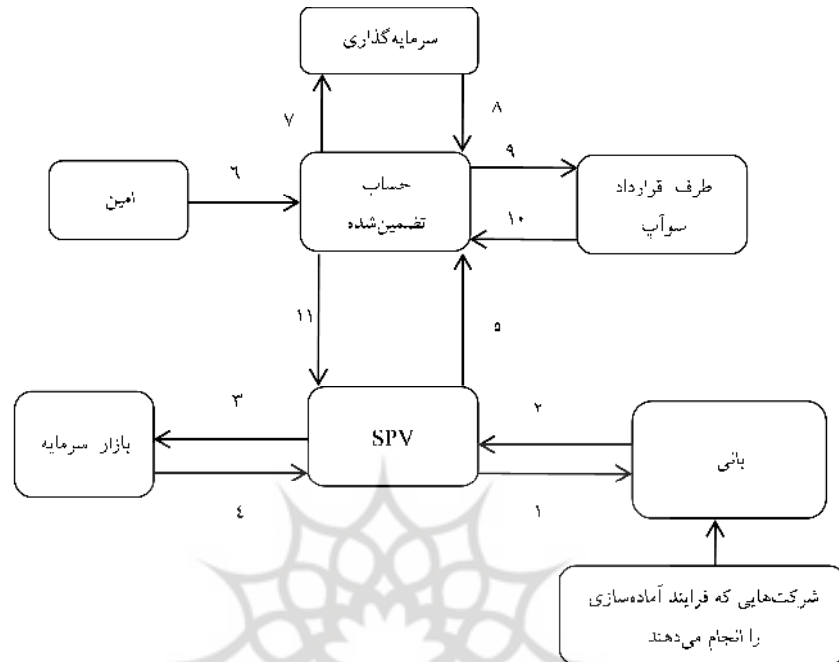 سرمایه‌گذاری
۷
۸
امین
۶
حساب
تضمین‌شده
۹
۱۰
طرف قرارداد
سوآپ
۱۱
۵
بازار سرمایه
۳
۴
SPV
۲
۱
بانی
شرکت‌هایی که فرایند آماده‌سازی
را انجام می‌دهند